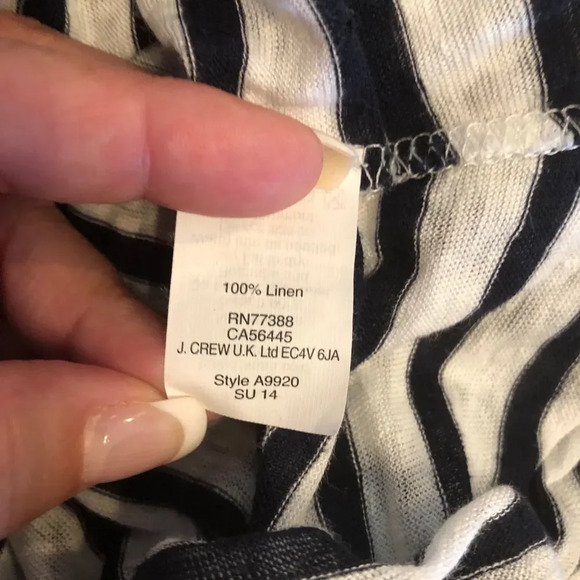 100% Linen
RN77388
CA56445
J. CREW U.K. Ltd EC4V 6JA
Style A9920
SU 14